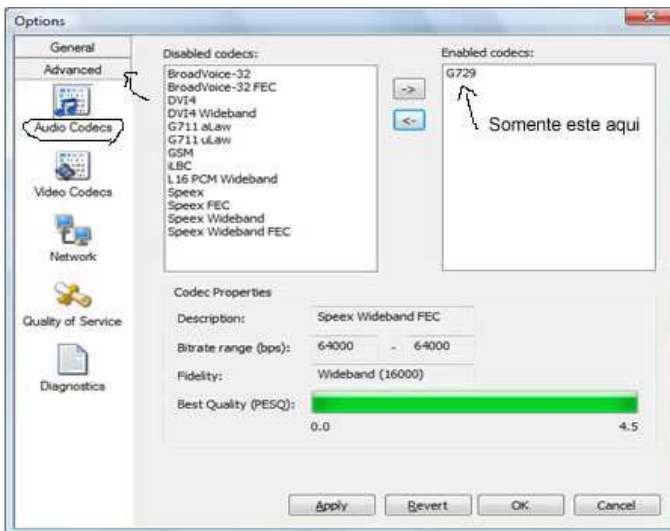 Options
General
Advanced
Audio Codecs
Video Codecs
Network
Quality of Service
Diagnostics
Disabled codecs:
BroadVoice-32
BroadVoice-32 FEC
DVI4
DVI4 Wideband
G711 aLaw
G711 uLaw
GSM
iLBC
L16 PCM Wideband
Speex
Speex FEC
Speex Wideband
Speex Wideband FEC
->
<-
Enabled codecs:
G729
Somente este aqui
Codec Properties
Description: Speex Wideband FEC
Bitrate range (bps): 64000 - 64000
Fidelity: Wideband (16000)
Best Quality (PESQ):
0.0 4.5
Apply Revert OK Cancel